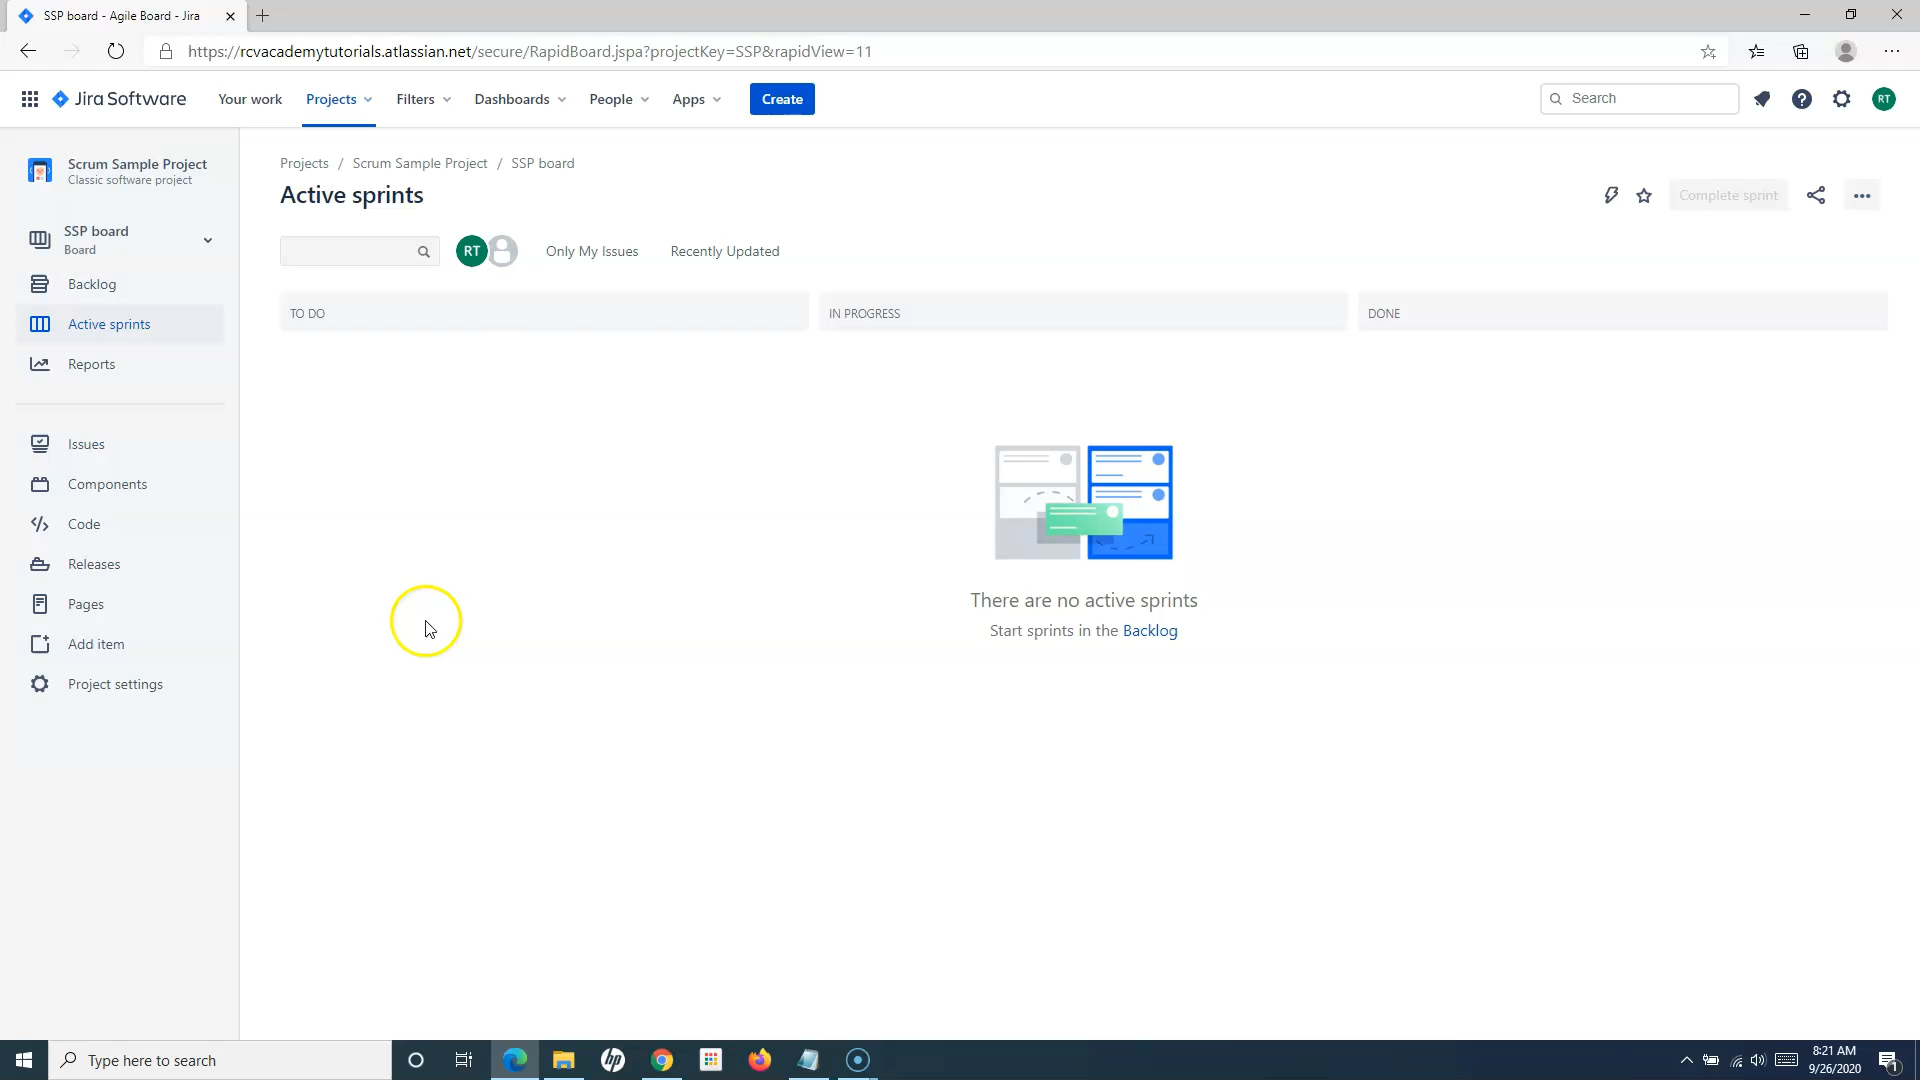 SSP board - Agile Board - Jira
https://rcvacademytutorials.atlassian.net/secure/RapidBoard.jspa?projectKey=SSP&rapidView=11
Jira Software
Your work
Projects
Filters
Dashboards
People
Apps
Create
Search
RT
Scrum Sample Project
Classic software project
SSP board
Board
Backlog
Active sprints
Reports
Issues
Components
Code
Releases
Pages
Add item
Project settings
Projects / Scrum Sample Project / SSP board
Active sprints
Complete sprint
RT
Only My Issues
Recently Updated
TO DO
IN PROGRESS
DONE
There are no active sprints
Start sprints in the Backlog
Type here to search
hp
8:21 AM
9/26/2020
1